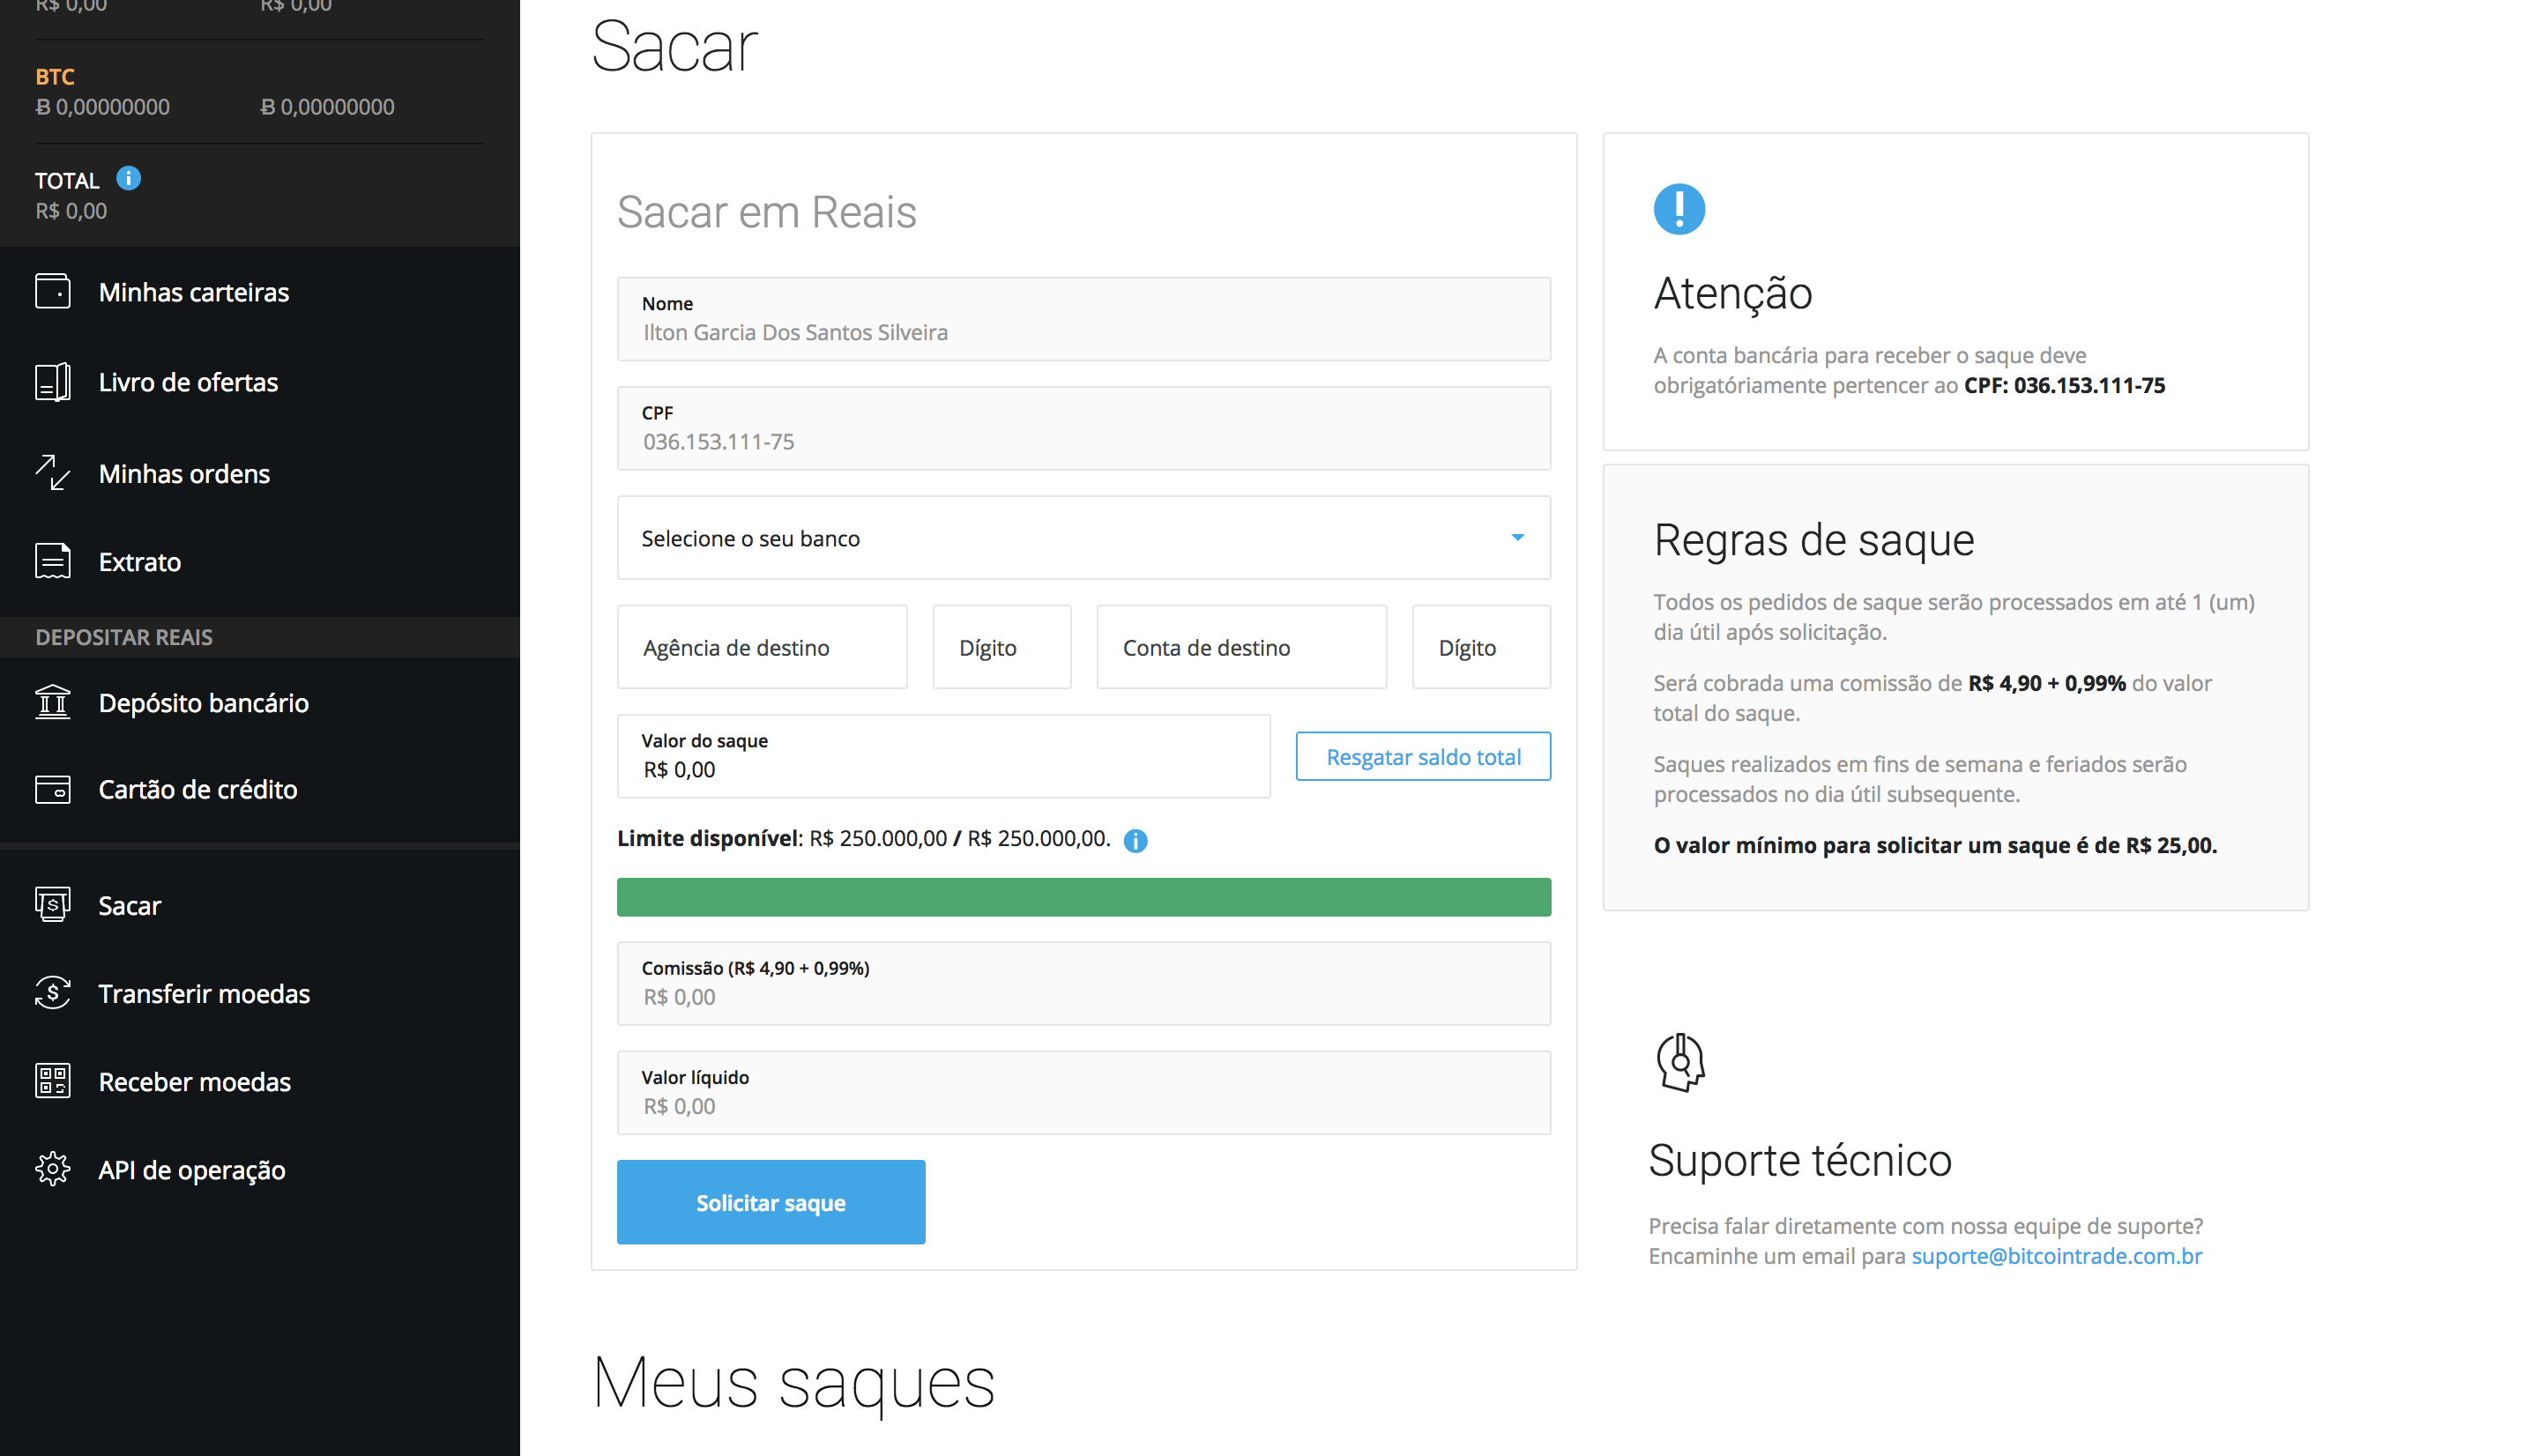 R$ 0,00 R$ 0,00
BTC
Ƀ 0,00000000 Ƀ 0,00000000
TOTAL
R$ 0,00
Minhas carteiras
Livro de ofertas
Minhas ordens
Extrato
DEPOSITAR REAIS
Depósito bancário
Cartão de crédito
Sacar
Transferir moedas
Receber moedas
API de operação
Sacar
Sacar em Reais
Nome
Ilton Garcia Dos Santos Silveira
CPF
036.153.111-75
Selecione o seu banco
Agência de destino Dígito Conta de destino Dígito
Valor do saque
R$ 0,00
Resgatar saldo total
Limite disponível: R$ 250.000,00 / R$ 250.000,00.
Comissão (R$ 4,90 + 0,99%)
R$ 0,00
Valor líquido
R$ 0,00
Solicitar saque
Atenção
A conta bancária para receber o saque deve
obrigatóriamente pertencer ao CPF: 036.153.111-75
Regras de saque
Todos os pedidos de saque serão processados em até 1 (um)
dia útil após solicitação.
Será cobrada uma comissão de R$ 4,90 + 0,99% do valor
total do saque.
Saques realizados em fins de semana e feriados serão
processados no dia útil subsequente.
O valor mínimo para solicitar um saque é de R$ 25,00.
Suporte técnico
Precisa falar diretamente com nossa equipe de suporte?
Encaminhe um email para suporte@bitcointrade.com.br
Meus saques